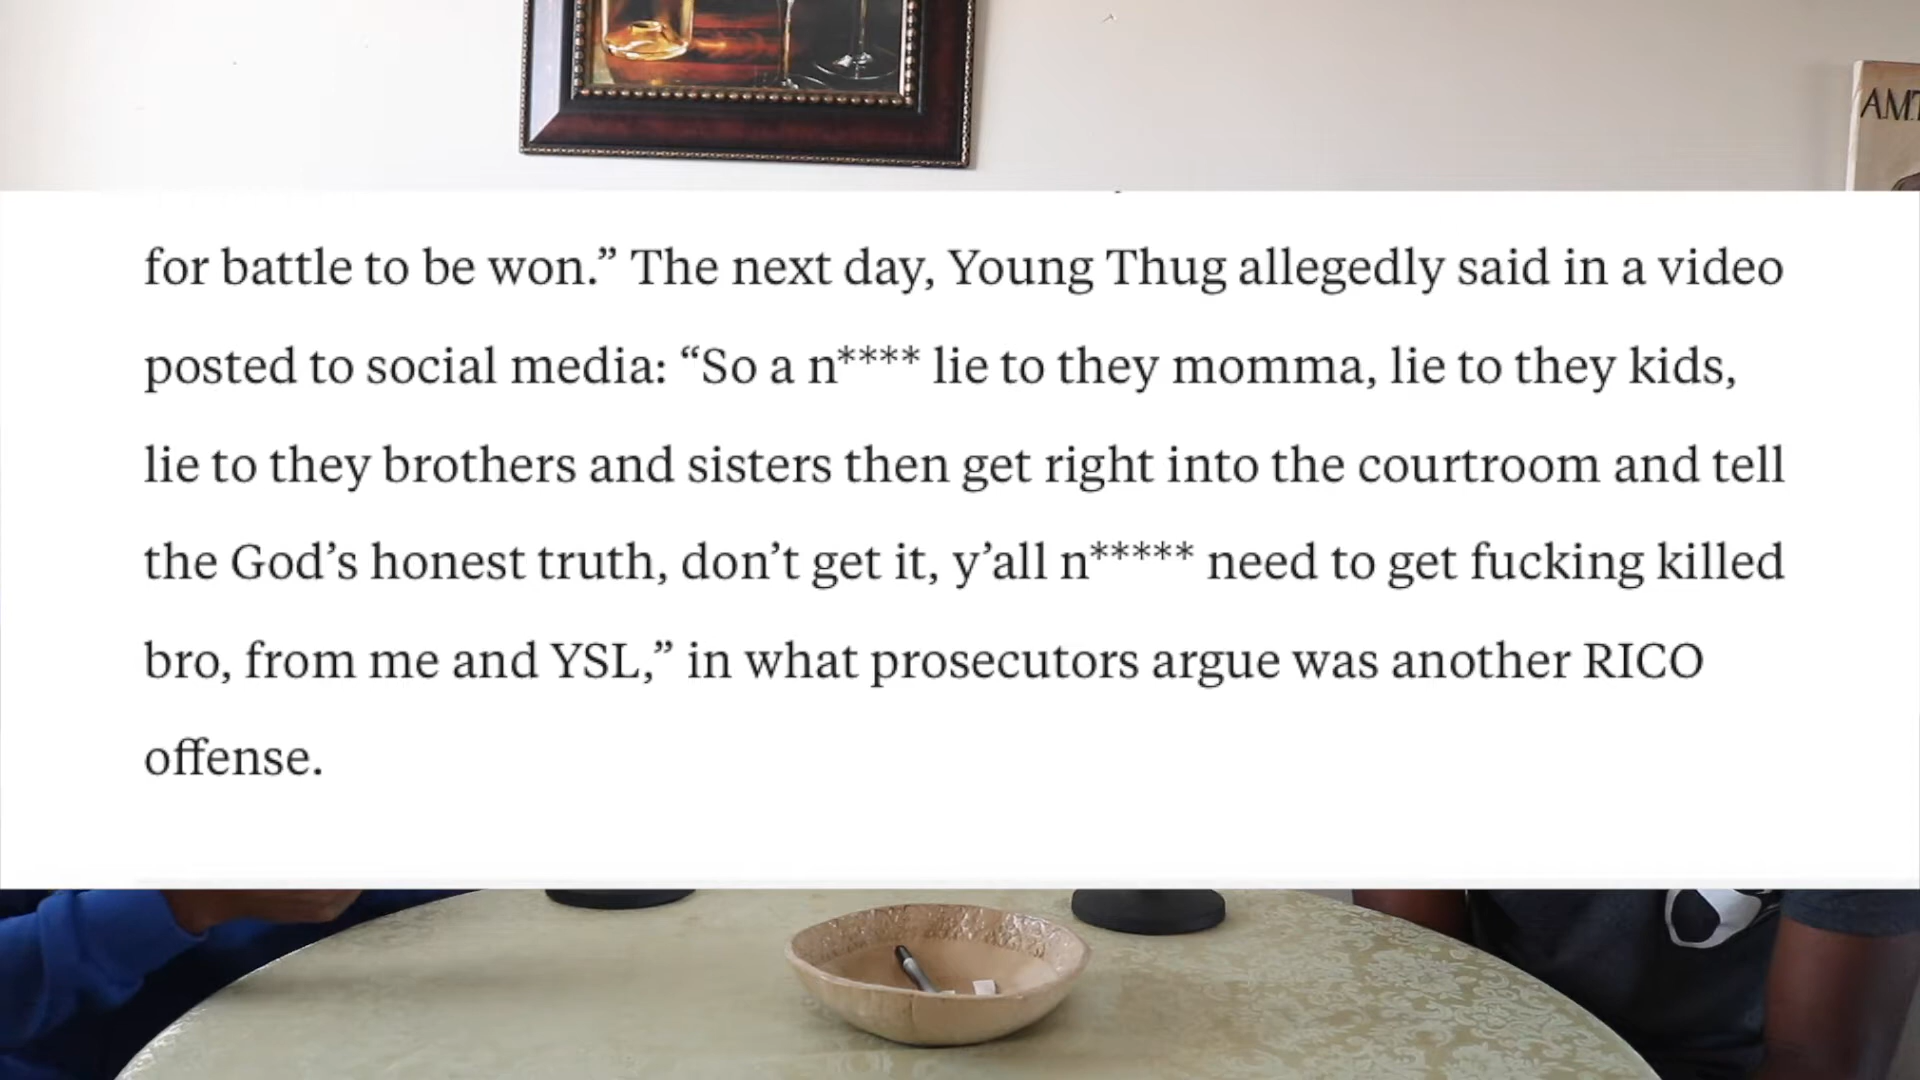 AMT
for battle to be won.” The next day, Young Thug allegedly said in a video
posted to social media: “So a n**** lie to they momma, lie to they kids,
lie to they brothers and sisters then get right into the courtroom and tell
the God’s honest truth, don’t get it, y’all n***** need to get fucking killed
bro, from me and YSL,” in what prosecutors argue was another RICO
offense.